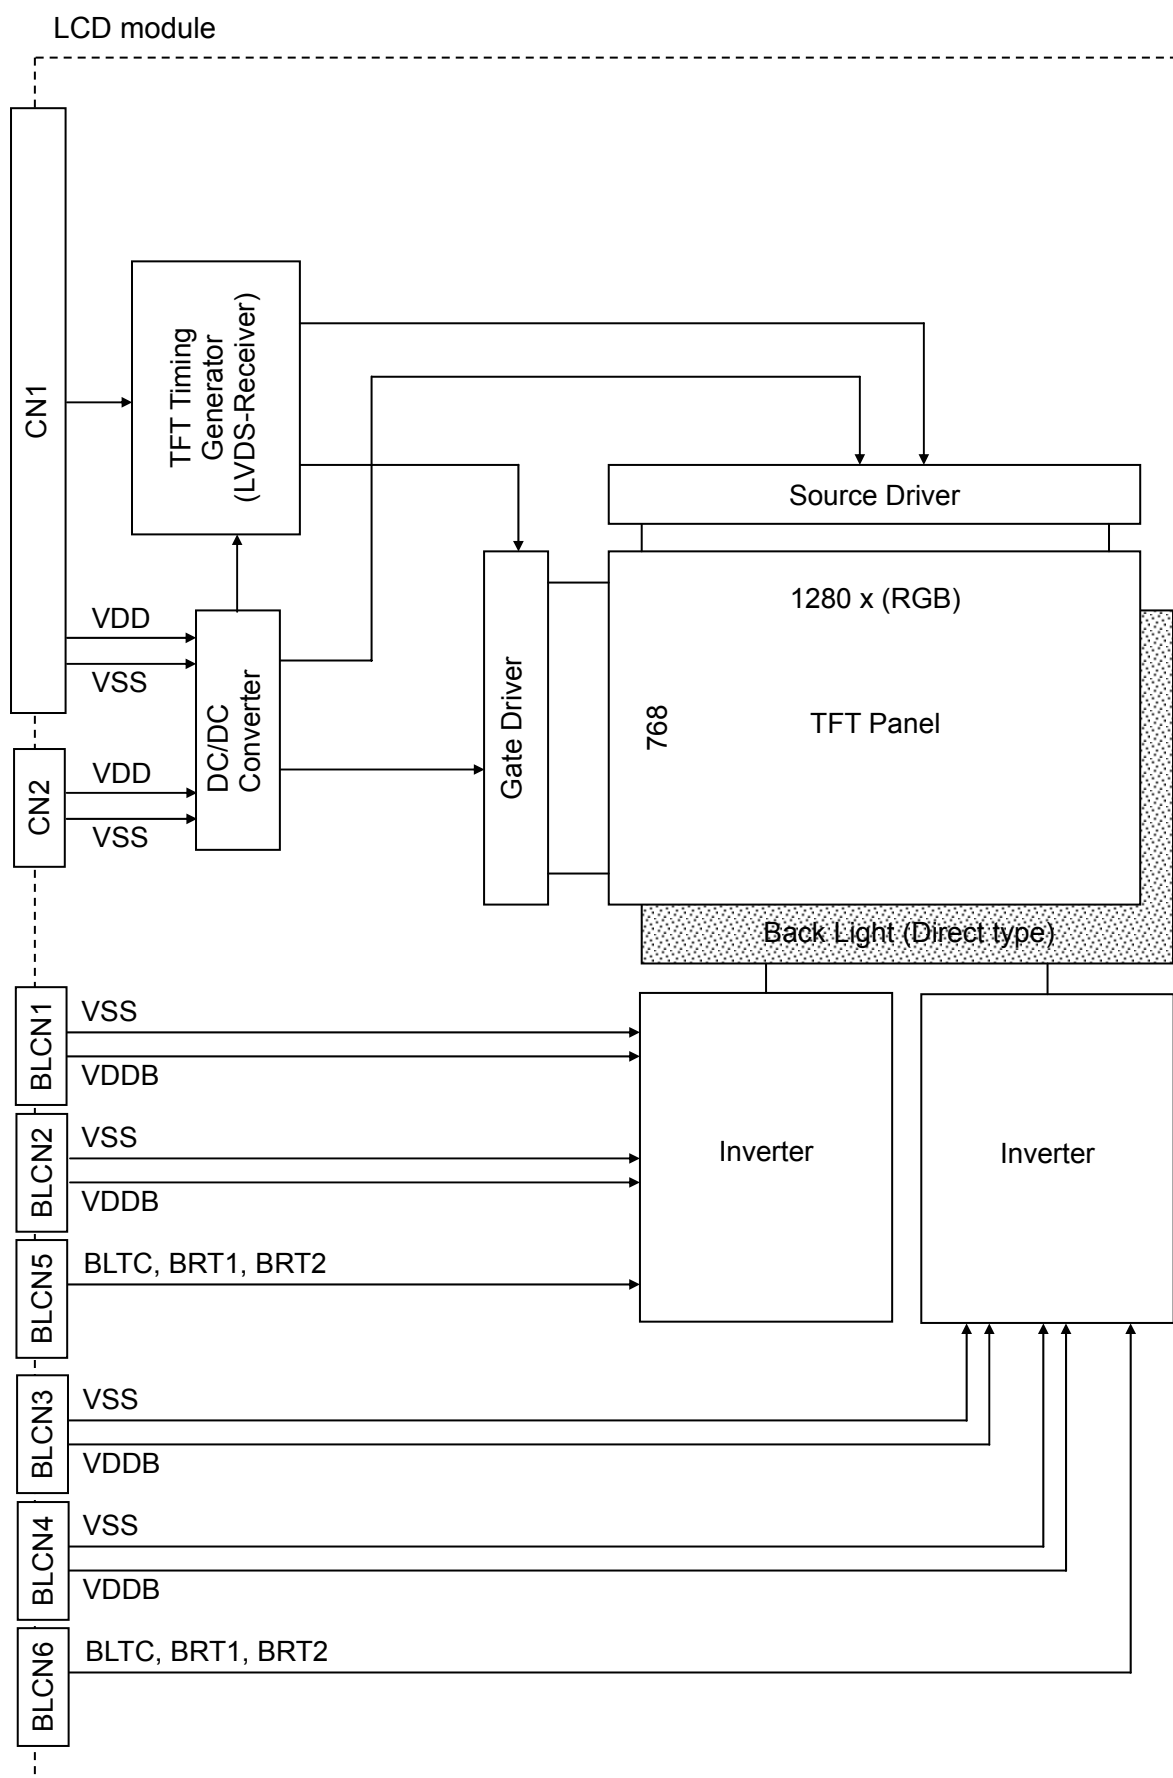 LCD module
CN1
TFT Timing
Generator
(LVDS-Receiver)
Source Driver
1280 x (RGB)
VDD
VSS
DC/DC
Converter
Gate Driver
768
TFT Panel
CN2
VDD
VSS
Back Light (Direct type)
BLCN1
VSS
VDDB
BLCN2
VSS
VDDB
Inverter
Inverter
BLCN5
BLTC, BRT1, BRT2
BLCN3
VSS
VDDB
BLCN4
VSS
VDDB
BLCN6
BLTC, BRT1, BRT2